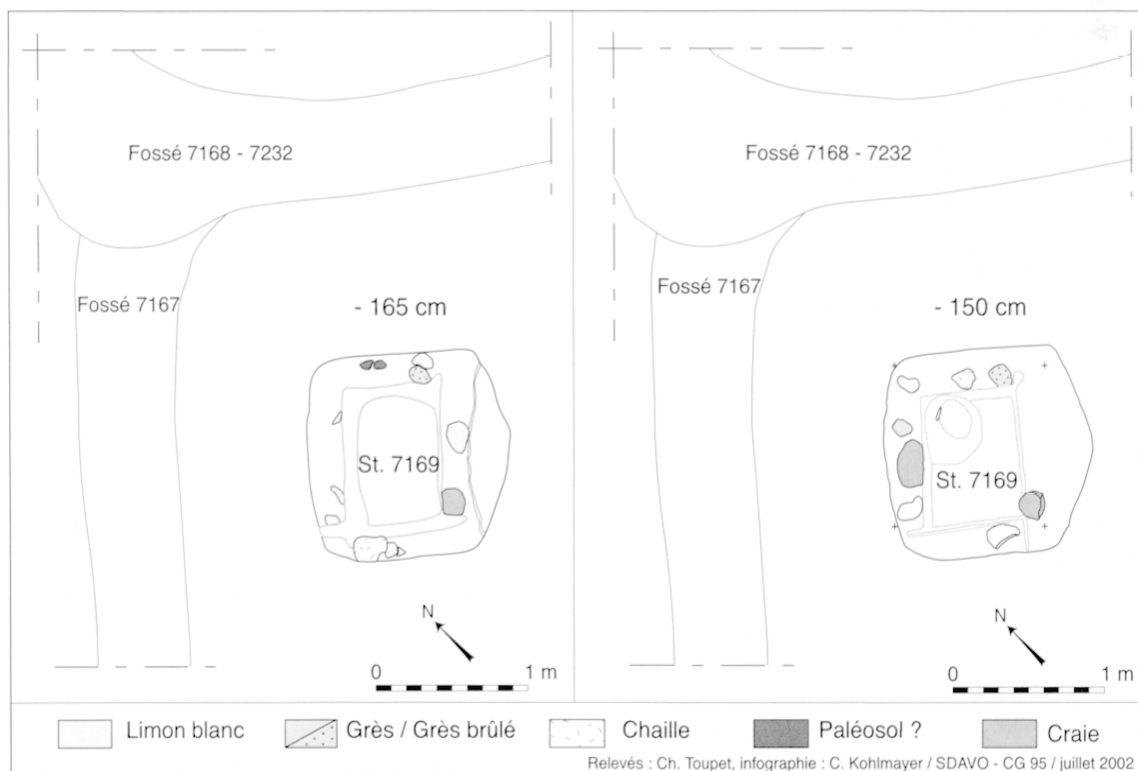 Fossé 7168 - 7232
Fossé 7167
- 165 cm
St. 7169
N
0 1 m
Fossé 7168 - 7232
Fossé 7167
- 150 cm
St. 7169
N
0 1 m
Limon blanc
Grès / Grès brûlé
Chaille
Paléosol ?
Craie
Relevés : Ch. Toupet, infographie : C. Kohlmayer / SDAVO - CG 95 / juillet 2002